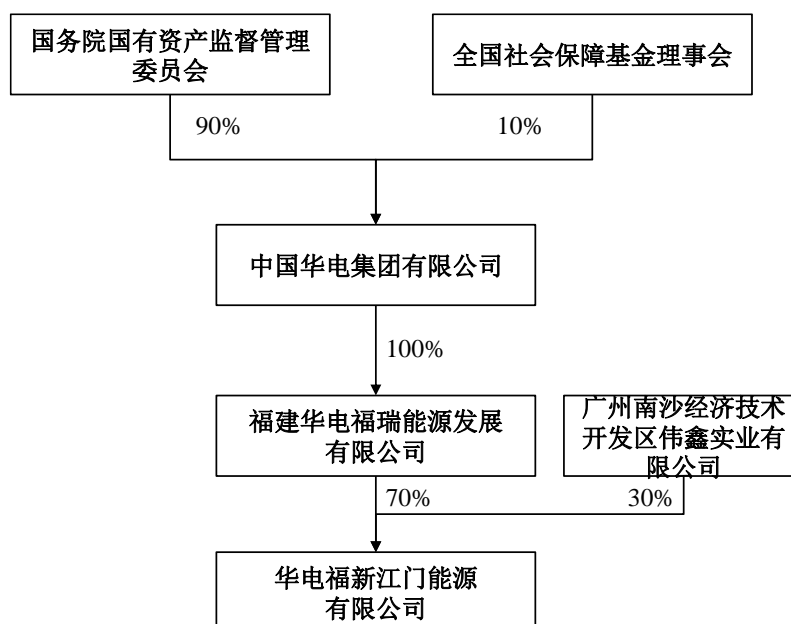 国务院国有资产监督管理
委员会
全国社会保障基金理事会
90%
10%
中国华电集团有限公司
100%
福建华电福瑞能源发展
有限公司
广州南沙经济技术
开发区伟鑫实业有
限公司
70%
30%
华电福新江门能源
有限公司